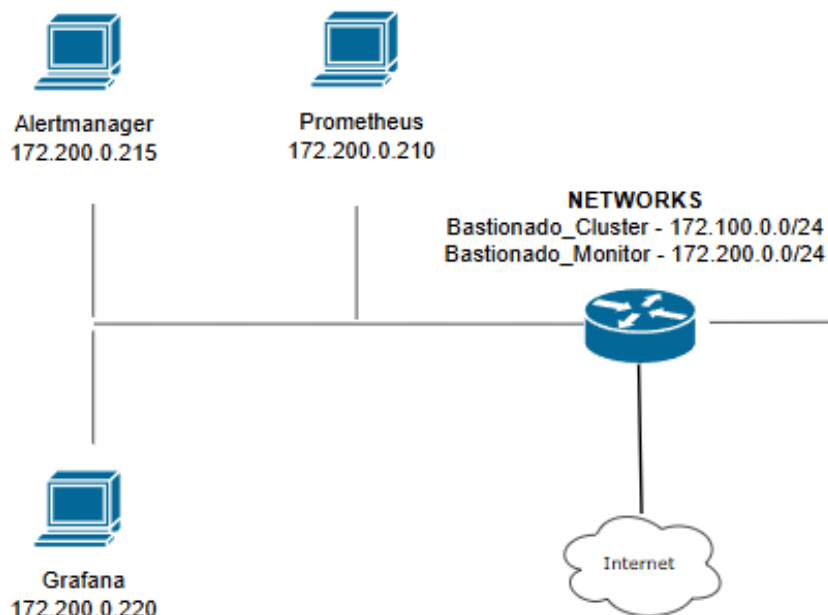 Alertmanager
172.200.0.215
Prometheus
172.200.0.210
NETWORKS
Bastionado_Cluster - 172.100.0.0/24
Bastionado_Monitor - 172.200.0.0/24
Internet
Grafana
172.200.0.220